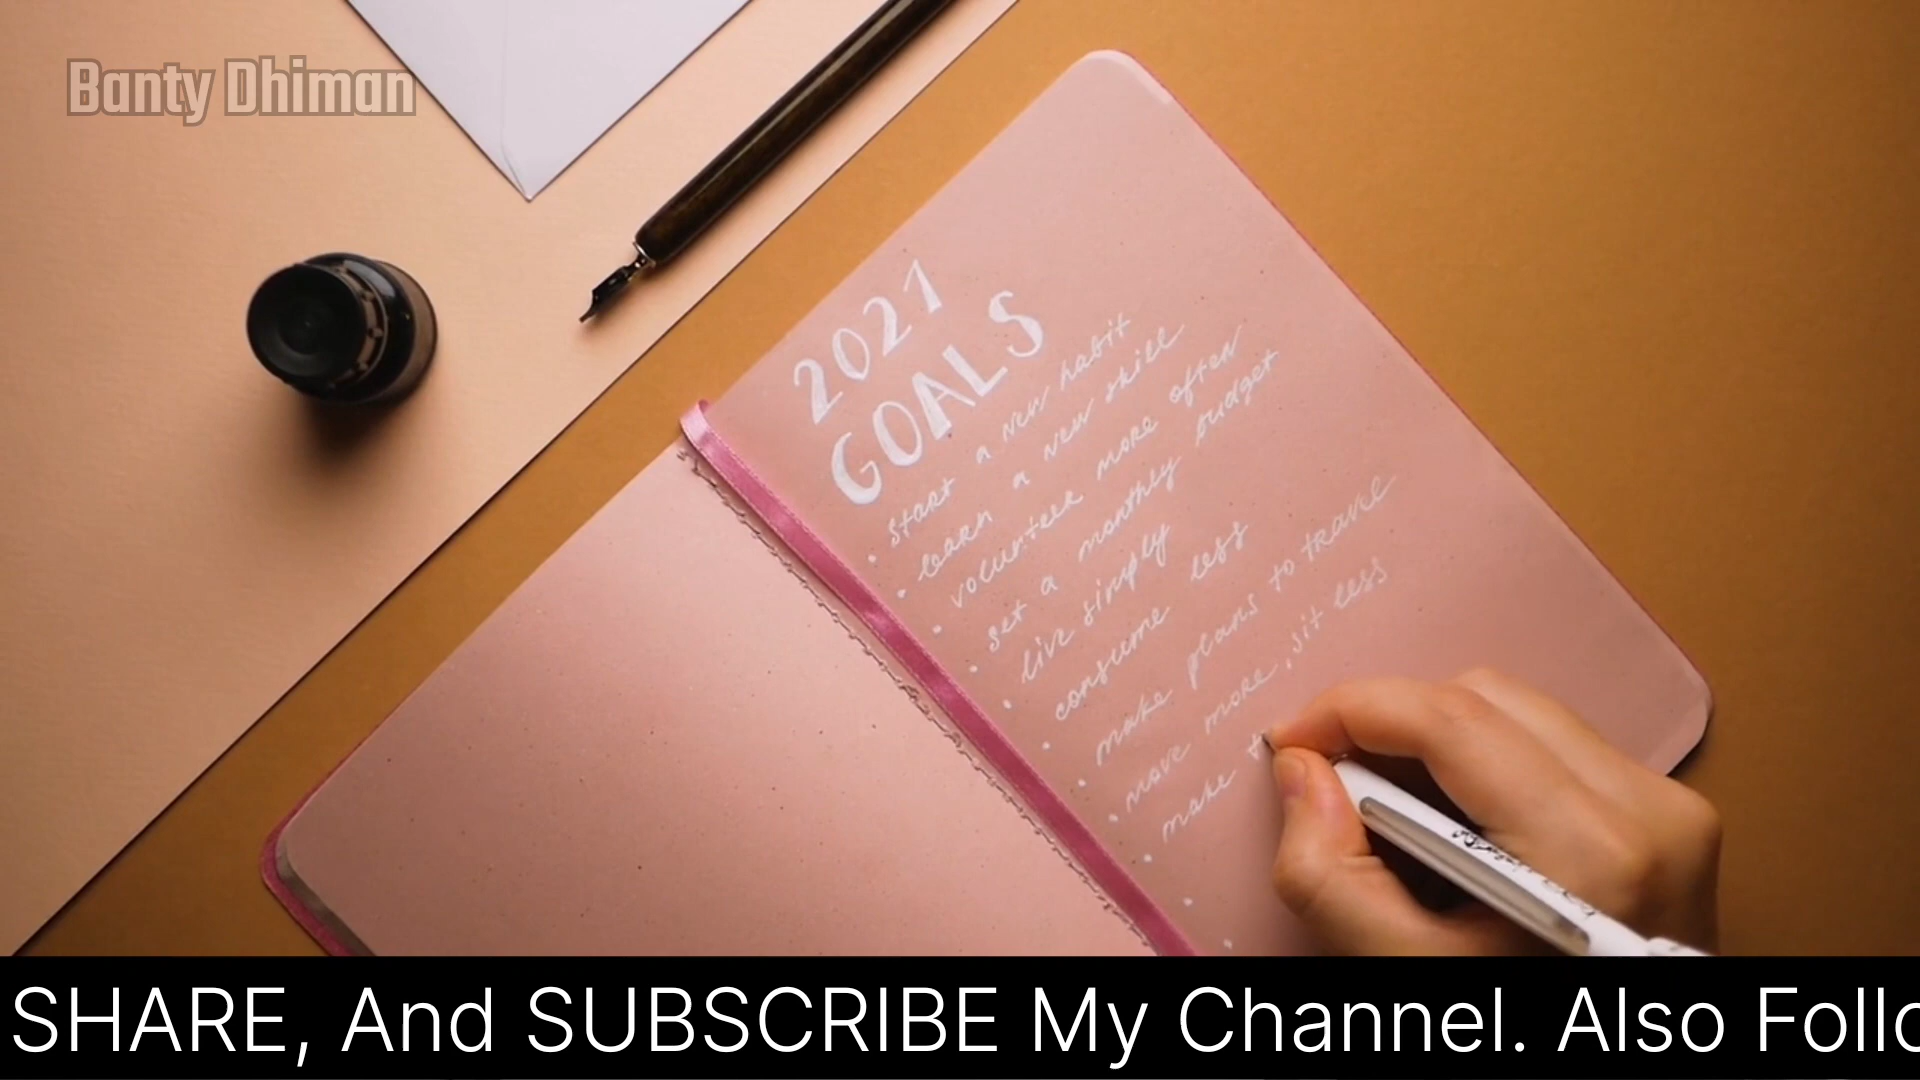 Banty Dhiman
2021
GOALS
start a new habit
learn a new skill
volunteer more often
set a monthly budget
live simply
consume less
make plans to travel
move more, sit less
make
SHARE, And SUBSCRIBE My Channel. Also Follo